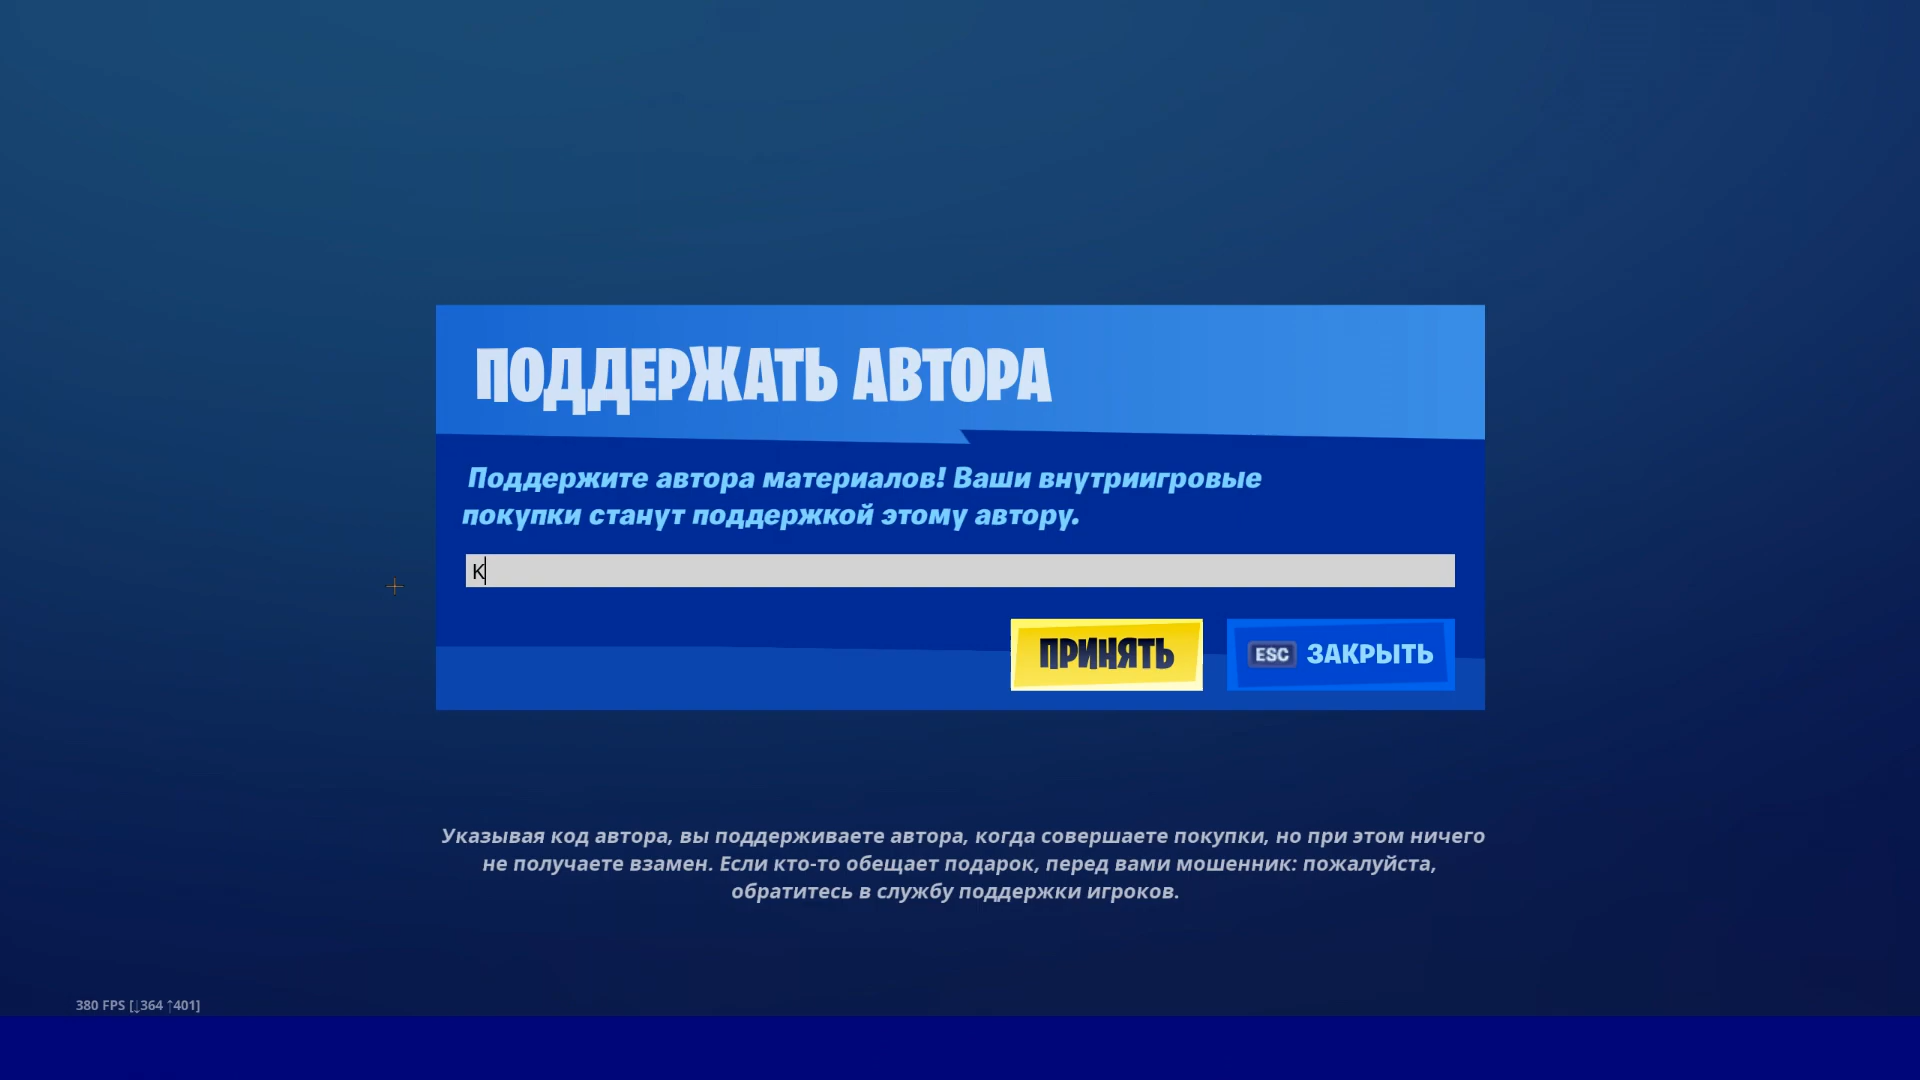 ПОДДЕРЖАТЬ АВТОРА
Поддержите автора материалов! Ваши внутриигровые
покупки станут поддержкой этому автору.
K
ПРИНЯТЬ
ESC ЗАКРЫТЬ
Указывая код автора, вы поддерживаете автора, когда совершаете покупки, но при этом ничего
не получаете взамен. Если кто-то обещает подарок, перед вами мошенник: пожалуйста,
обратитесь в службу поддержки игроков.
380 FPS [↓364 ↑401]